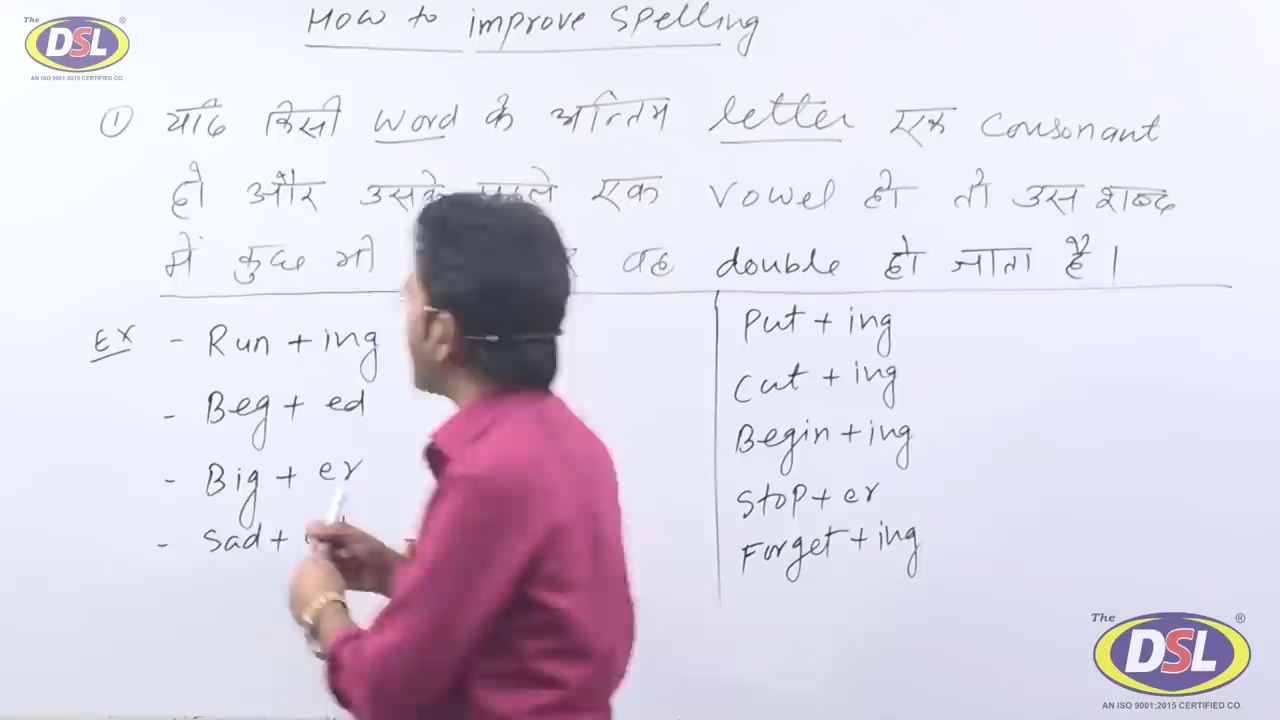 The DSL ®
AN ISO 9001:2015 CERTIFIED CO.
How to improve spelling
① यदि किसी word के अन्तिम letter एक consonant
हो और उसके पहले एक vowel हो तो उस शब्द
में कुछ भी वह double हो जाता है।
Ex - Run + ing
- Beg + ed
- Big + er
- Sad +
Put + ing
Cut + ing
Begin + ing
Stop + er
Forget + ing
The DSL ®
AN ISO 9001:2015 CERTIFIED CO.